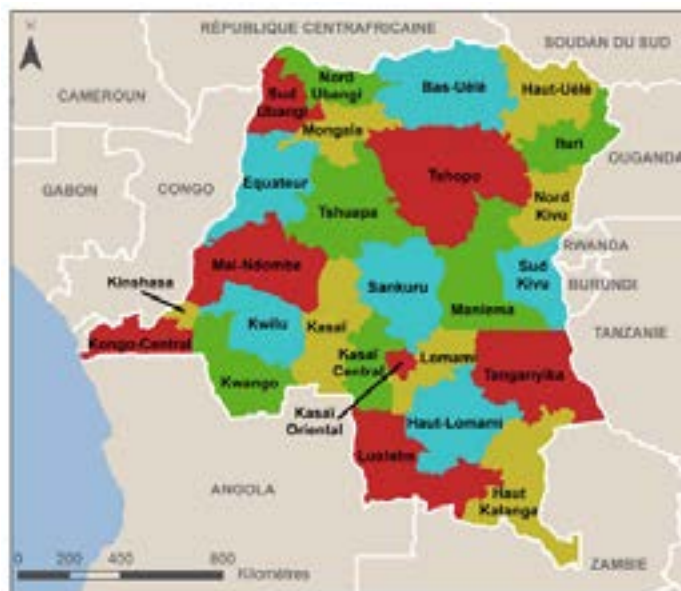 N
RÉPUBLIQUE CENTRAFRICAINE
SOUDAN DU SUD
CAMEROUN
Nord
Ubangi
Sud
Ubangi
Bas-Uélé
Haut-Uélé
Mongala
Ituri
OUGANDA
GABON
CONGO
Equateur
Tshopo
Tshuapa
Nord
Kivu
RWANDA
Mai-Ndombe
Kinshasa
Sankuru
Sud
Kivu
BURUNDI
Maniema
TANZANIE
Kwilu
Kasaï
Kongo-Central
Kasaï
Central
Lomami
Kwango
Tanganyika
Kasaï
Oriental
Haut-Lomami
Lualaba
Haut
Katanga
ANGOLA
ZAMBIE
0 200 400 800
Kilomètres